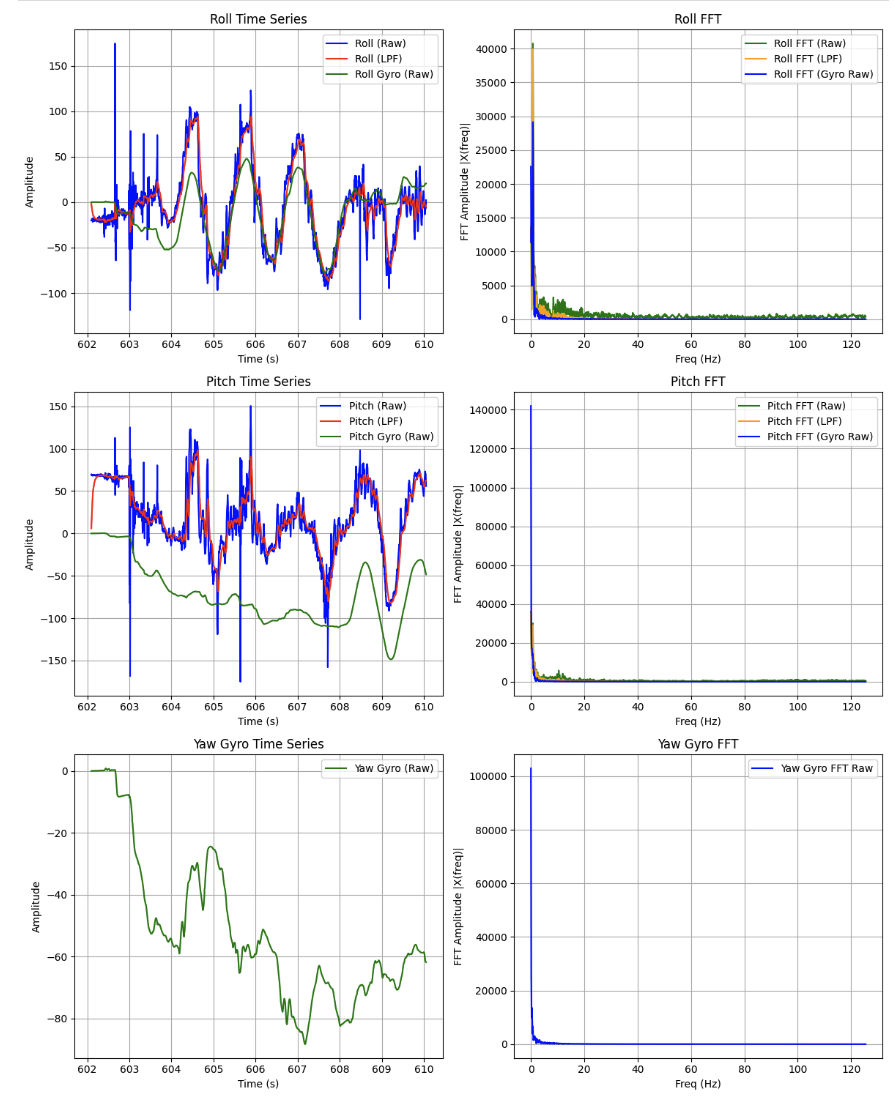 Roll Time Series
Roll (Raw)
Roll (LPF)
Roll Gyro (Raw)
150
100
50
0
−50
−100
Amplitude
602 603 604 605 606 607 608 609 610
Time (s)
Roll FFT
Roll FFT (Raw)
Roll FFT (LPF)
Roll FFT (Gyro Raw)
40000
35000
30000
25000
20000
15000
10000
5000
0
FFT Amplitude |X(freq)|
0 20 40 60 80 100 120
Freq (Hz)
Pitch Time Series
Pitch (Raw)
Pitch (LPF)
Pitch Gyro (Raw)
150
100
50
0
−50
−100
−150
Amplitude
602 603 604 605 606 607 608 609 610
Time (s)
Pitch FFT
Pitch FFT (Raw)
Pitch FFT (LPF)
Pitch FFT (Gyro Raw)
140000
120000
100000
80000
60000
40000
20000
0
FFT Amplitude |X(freq)|
0 20 40 60 80 100 120
Freq (Hz)
Yaw Gyro Time Series
Yaw Gyro (Raw)
0
−20
−40
−60
−80
Amplitude
602 603 604 605 606 607 608 609 610
Time (s)
Yaw Gyro FFT
Yaw Gyro FFT Raw
100000
80000
60000
40000
20000
0
FFT Amplitude |X(freq)|
0 20 40 60 80 100 120
Freq (Hz)